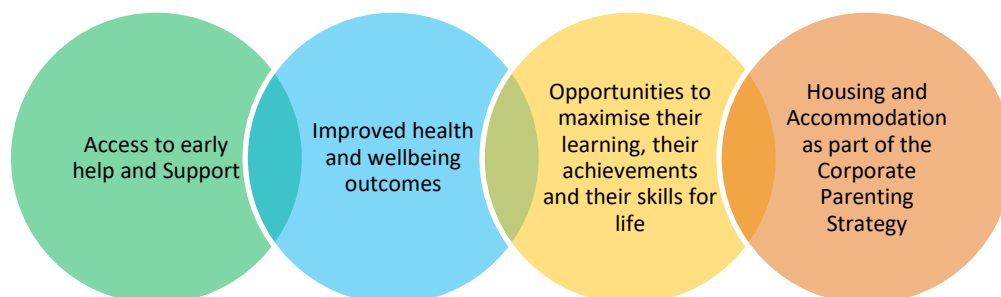 Access to early
help and Support
Improved health
and wellbeing
outcomes
Opportunities to
maximise their
learning, their
achievements
and their skills for
life
Housing and
Accommodation
as part of the
Corporate
Parenting
Strategy